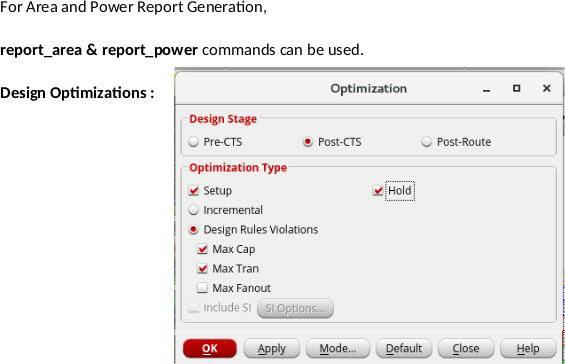 For Area and Power Report Generation,
report_area & report_power commands can be used.
Design Optimizations :
Optimization
Design Stage
Pre-CTS Post-CTS Post-Route
Optimization Type
Setup Hold
Incremental
Design Rules Violations
Max Cap
Max Tran
Max Fanout
Include SI SI Options...
OK Apply Mode... Default Close Help